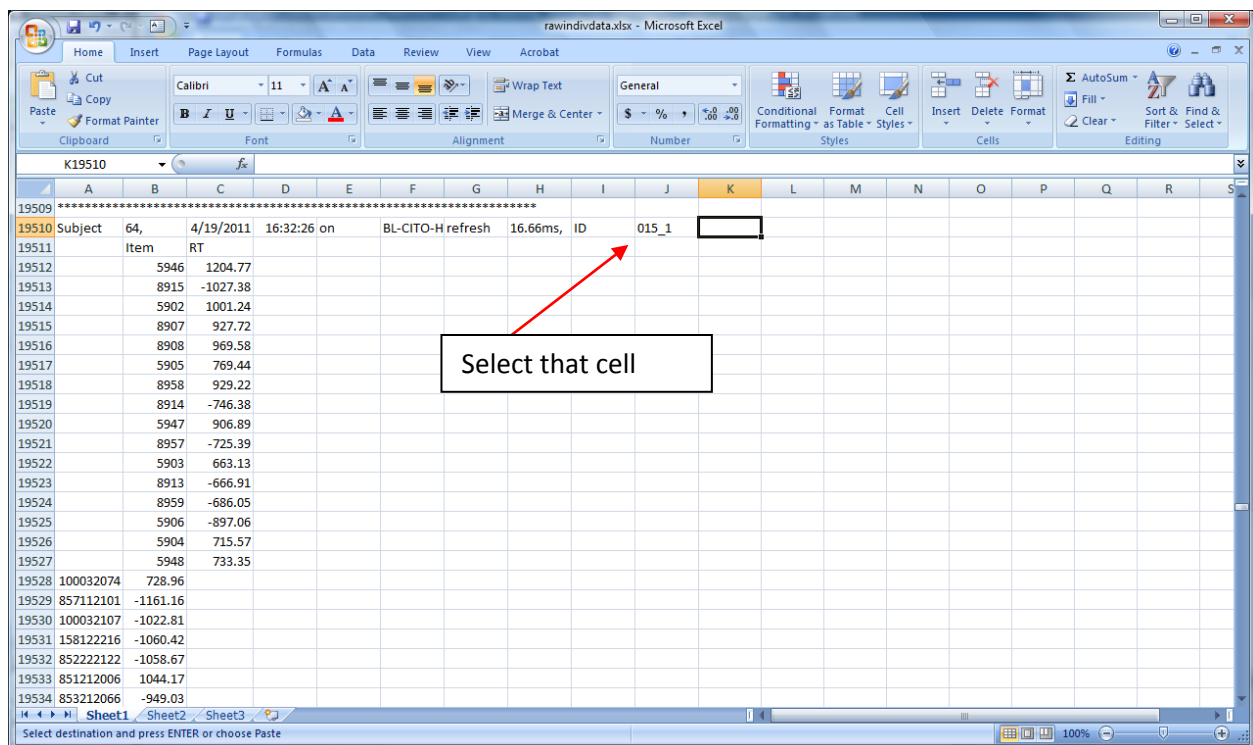 rawindivdata.xlsx - Microsoft Excel
Home Insert Page Layout Formulas Data Review View Acrobat
Cut
Copy
Format Painter
Paste
Clipboard
Calibri 11
B I U
Font
Wrap Text
Merge & Center
Alignment
General
$ % , .0 .00 .00 .0
Number
Conditional Formatting
Format as Table
Cell Styles
Styles
Insert Delete Format
Cells
Σ AutoSum
Fill
Clear
Sort & Filter
Find & Select
Editing
K19510 fx
A B C D E F G H I J K L M N O P Q R S
19509 **********************************************************************
19510 Subject 64, 4/19/2011 16:32:26 on BL-CITO-H refresh 16.66ms, ID 015_1
19511 Item RT
19512 5946 1204.77
19513 8915 -1027.38
19514 5902 1001.24
19515 8907 927.72
19516 8908 969.58
19517 5905 769.44
19518 8958 929.22
19519 8914 -746.38
19520 5947 906.89
19521 8957 -725.39
19522 5903 663.13
19523 8913 -666.91
19524 8959 -686.05
19525 5906 -897.06
19526 5904 715.57
19527 5948 733.35
19528 100032074 728.96
19529 857112101 -1161.16
19530 100032107 -1022.81
19531 158122216 -1060.42
19532 852222122 -1058.67
19533 851212006 1044.17
19534 853212066 -949.03
Select that cell
Sheet1 Sheet2 Sheet3
Select destination and press ENTER or choose Paste
100%